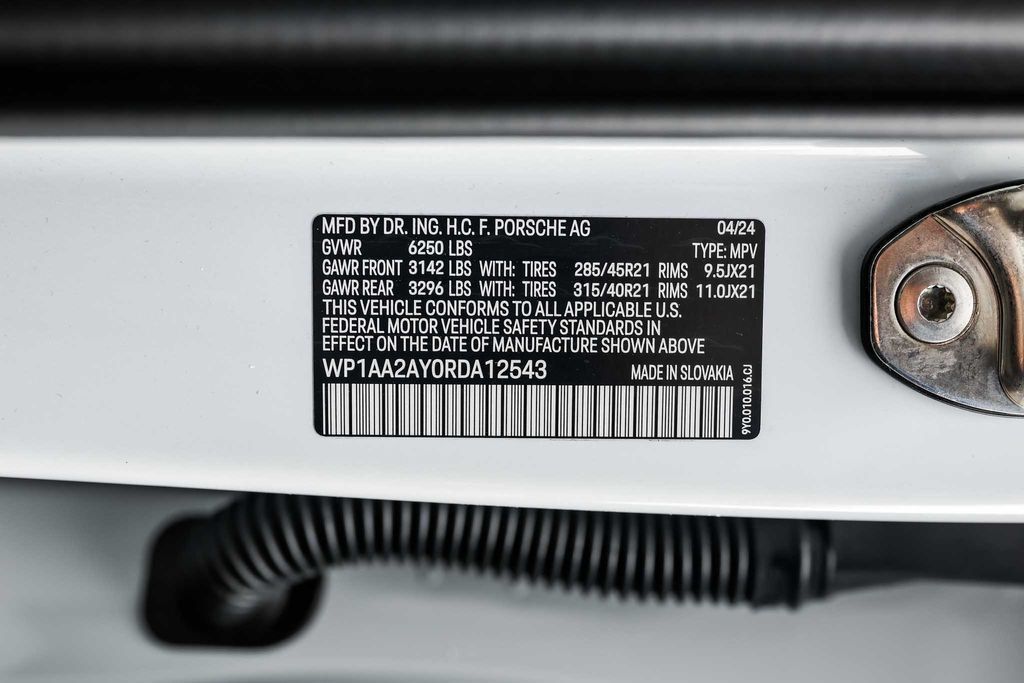 MFD BY DR. ING. H.C. F. PORSCHE AG 04/24
GVWR 6250 LBS TYPE: MPV
GAWR FRONT 3142 LBS WITH: TIRES 285/45R21 RIMS 9.5JX21
GAWR REAR 3296 LBS WITH: TIRES 315/40R21 RIMS 11.0JX21
THIS VEHICLE CONFORMS TO ALL APPLICABLE U.S.
FEDERAL MOTOR VEHICLE SAFETY STANDARDS IN
EFFECT ON THE DATE OF MANUFACTURE SHOWN ABOVE
WP1AA2AY0RDA12543 MADE IN SLOVAKIA
9Y0.010.016.CJ